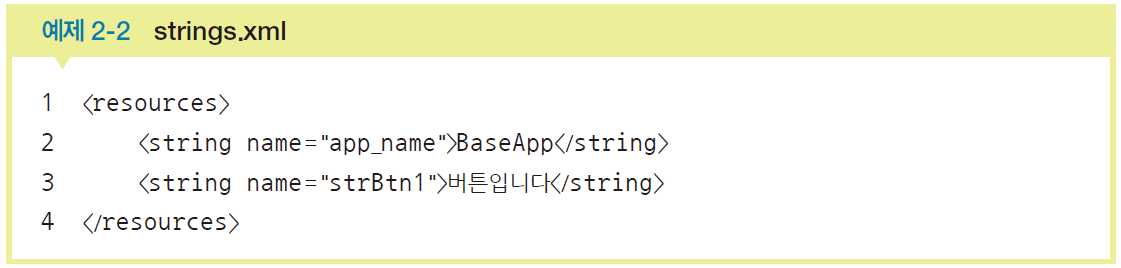 예제 2-2 strings.xml
1 <resources>
2 <string name="app_name">BaseApp</string>
3 <string name="strBtn1">버튼입니다</string>
4 </resources>